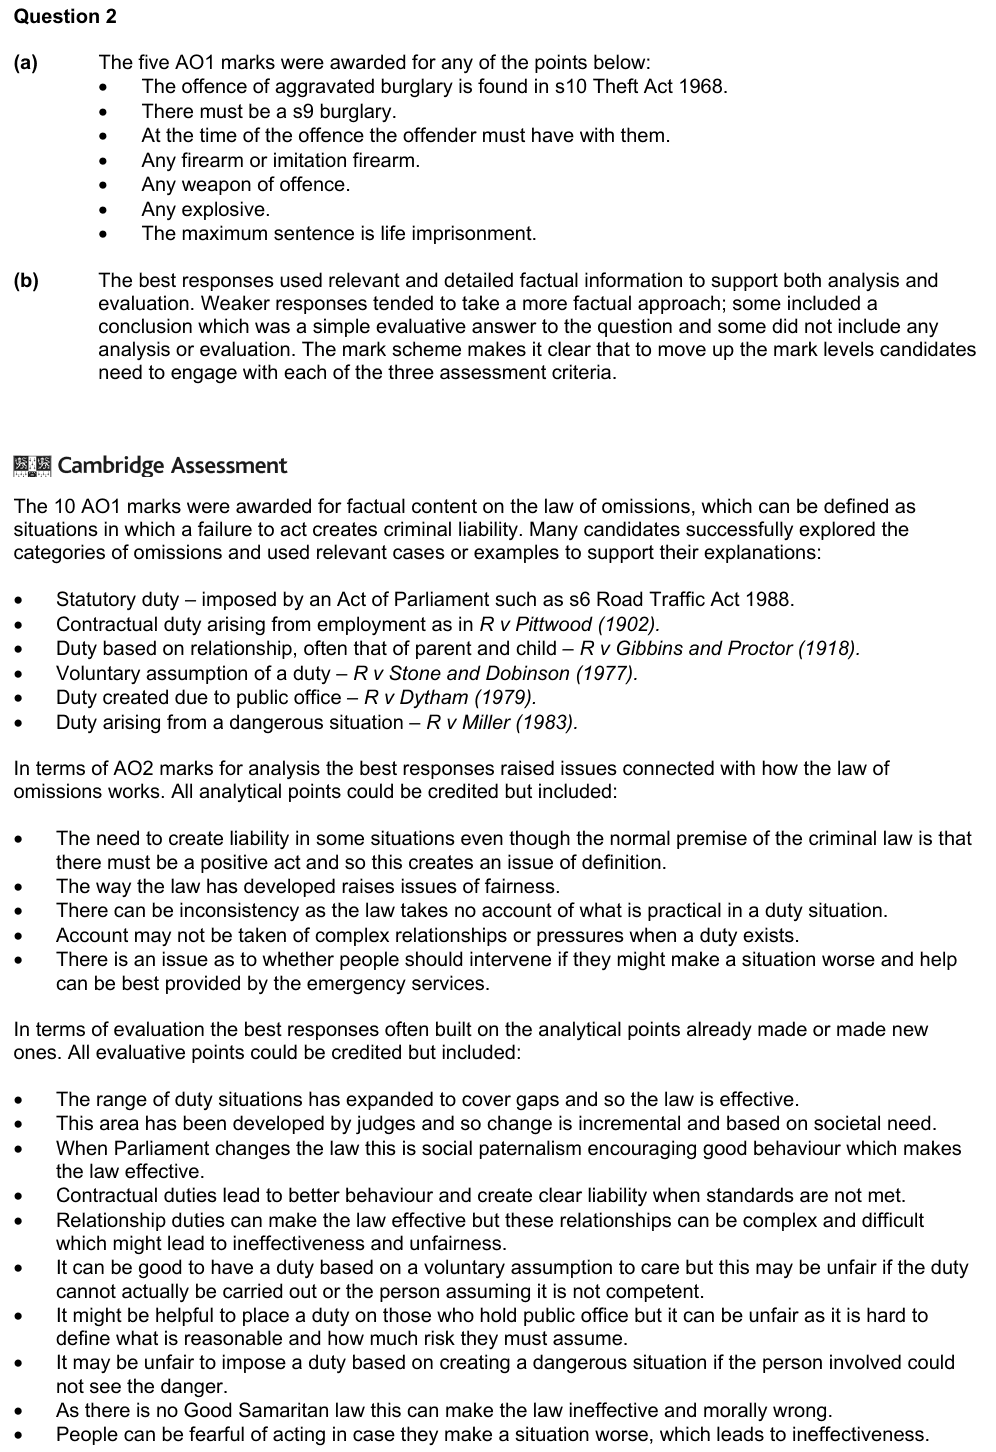 Question 2
(a) The five AO1 marks were awarded for any of the points below:
• The offence of aggravated burglary is found in s10 Theft Act 1968.
• There must be a s9 burglary.
• At the time of the offence the offender must have with them.
• Any firearm or imitation firearm.
• Any weapon of offence.
• Any explosive.
• The maximum sentence is life imprisonment.
(b) The best responses used relevant and detailed factual information to support both analysis and
evaluation. Weaker responses tended to take a more factual approach; some included a
conclusion which was a simple evaluative answer to the question and some did not include any
analysis or evaluation. The mark scheme makes it clear that to move up the mark levels candidates
need to engage with each of the three assessment criteria.
Cambridge Assessment
The 10 AO1 marks were awarded for factual content on the law of omissions, which can be defined as
situations in which a failure to act creates criminal liability. Many candidates successfully explored the
categories of omissions and used relevant cases or examples to support their explanations:
• Statutory duty – imposed by an Act of Parliament such as s6 Road Traffic Act 1988.
• Contractual duty arising from employment as in R v Pittwood (1902).
• Duty based on relationship, often that of parent and child – R v Gibbins and Proctor (1918).
• Voluntary assumption of a duty – R v Stone and Dobinson (1977).
• Duty created due to public office – R v Dytham (1979).
• Duty arising from a dangerous situation – R v Miller (1983).
In terms of AO2 marks for analysis the best responses raised issues connected with how the law of
omissions works. All analytical points could be credited but included:
• The need to create liability in some situations even though the normal premise of the criminal law is that
there must be a positive act and so this creates an issue of definition.
• The way the law has developed raises issues of fairness.
• There can be inconsistency as the law takes no account of what is practical in a duty situation.
• Account may not be taken of complex relationships or pressures when a duty exists.
• There is an issue as to whether people should intervene if they might make a situation worse and help
can be best provided by the emergency services.
In terms of evaluation the best responses often built on the analytical points already made or made new
ones. All evaluative points could be credited but included:
• The range of duty situations has expanded to cover gaps and so the law is effective.
• This area has been developed by judges and so change is incremental and based on societal need.
• When Parliament changes the law this is social paternalism encouraging good behaviour which makes
the law effective.
• Contractual duties lead to better behaviour and create clear liability when standards are not met.
• Relationship duties can make the law effective but these relationships can be complex and difficult
which might lead to ineffectiveness and unfairness.
• It can be good to have a duty based on a voluntary assumption to care but this may be unfair if the duty
cannot actually be carried out or the person assuming it is not competent.
• It might be helpful to place a duty on those who hold public office but it can be unfair as it is hard to
define what is reasonable and how much risk they must assume.
• It may be unfair to impose a duty based on creating a dangerous situation if the person involved could
not see the danger.
• As there is no Good Samaritan law this can make the law ineffective and morally wrong.
• People can be fearful of acting in case they make a situation worse, which leads to ineffectiveness.